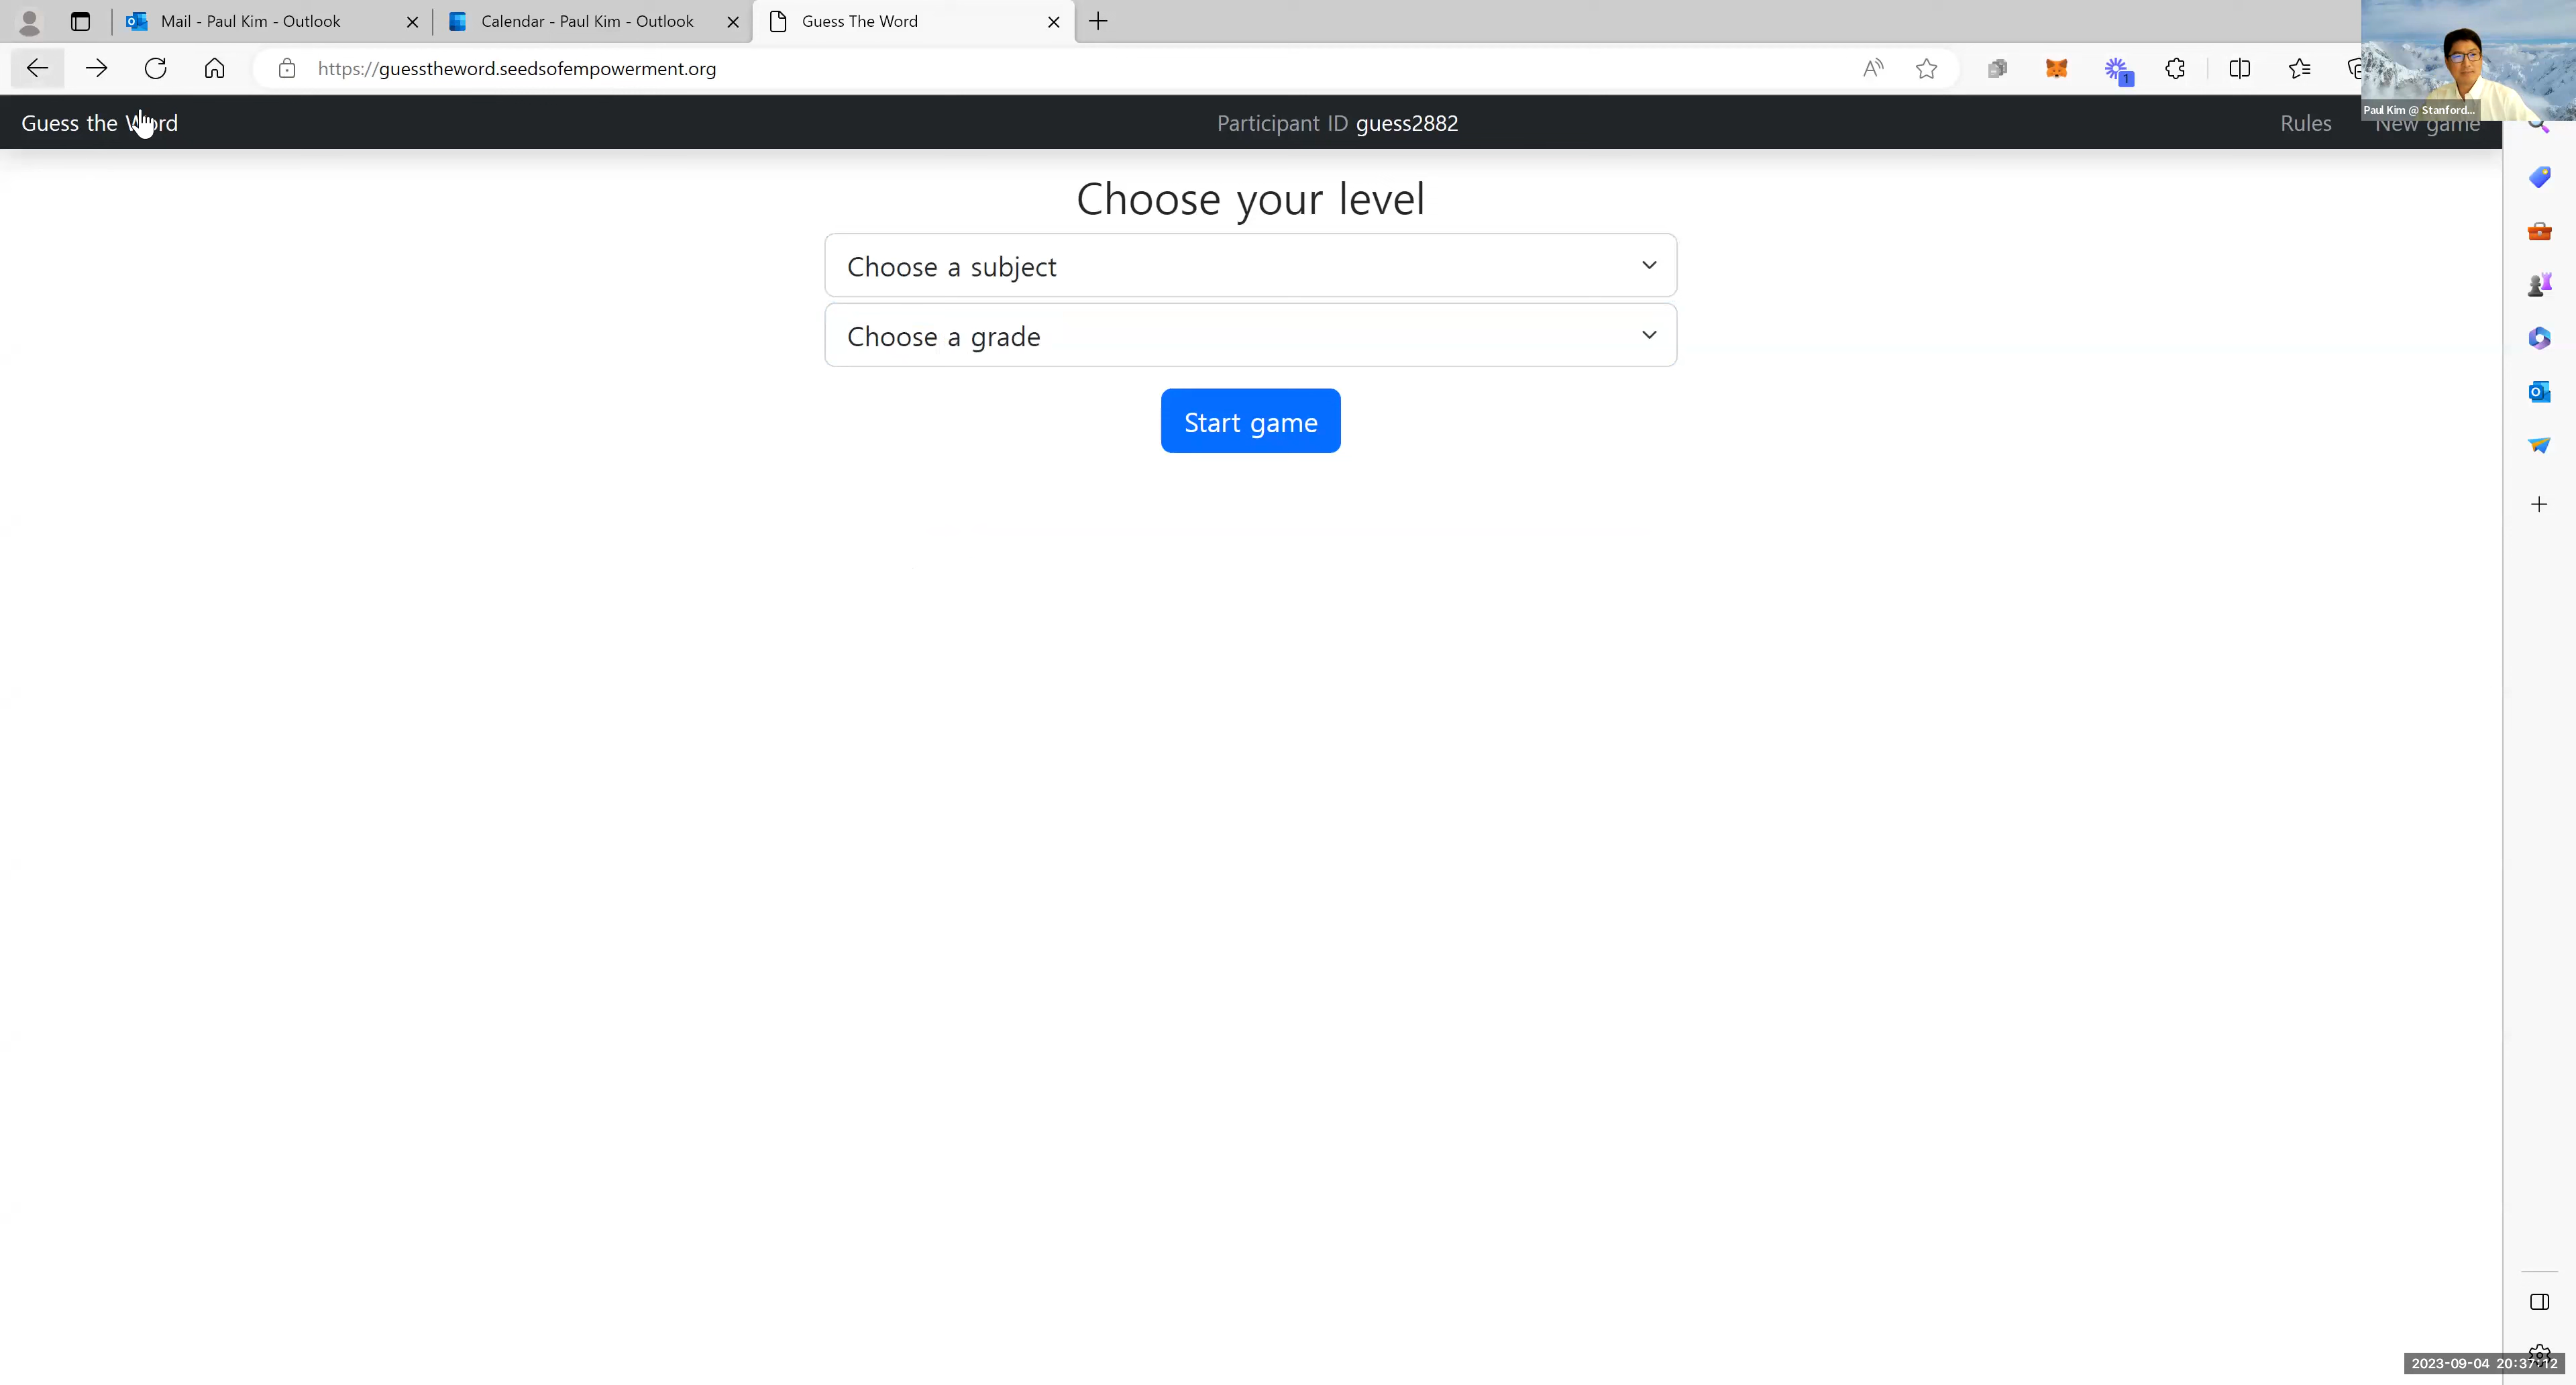 Mail - Paul Kim - Outlook
Calendar - Paul Kim - Outlook
Guess The Word
https://guesstheword.seedsofempowerment.org
1
Paul Kim @ Stanford...
Guess the Word
Participant ID guess2882
Rules
New game
Choose your level
Choose a subject
Choose a grade
Start game
2023-09-04 20:37:12